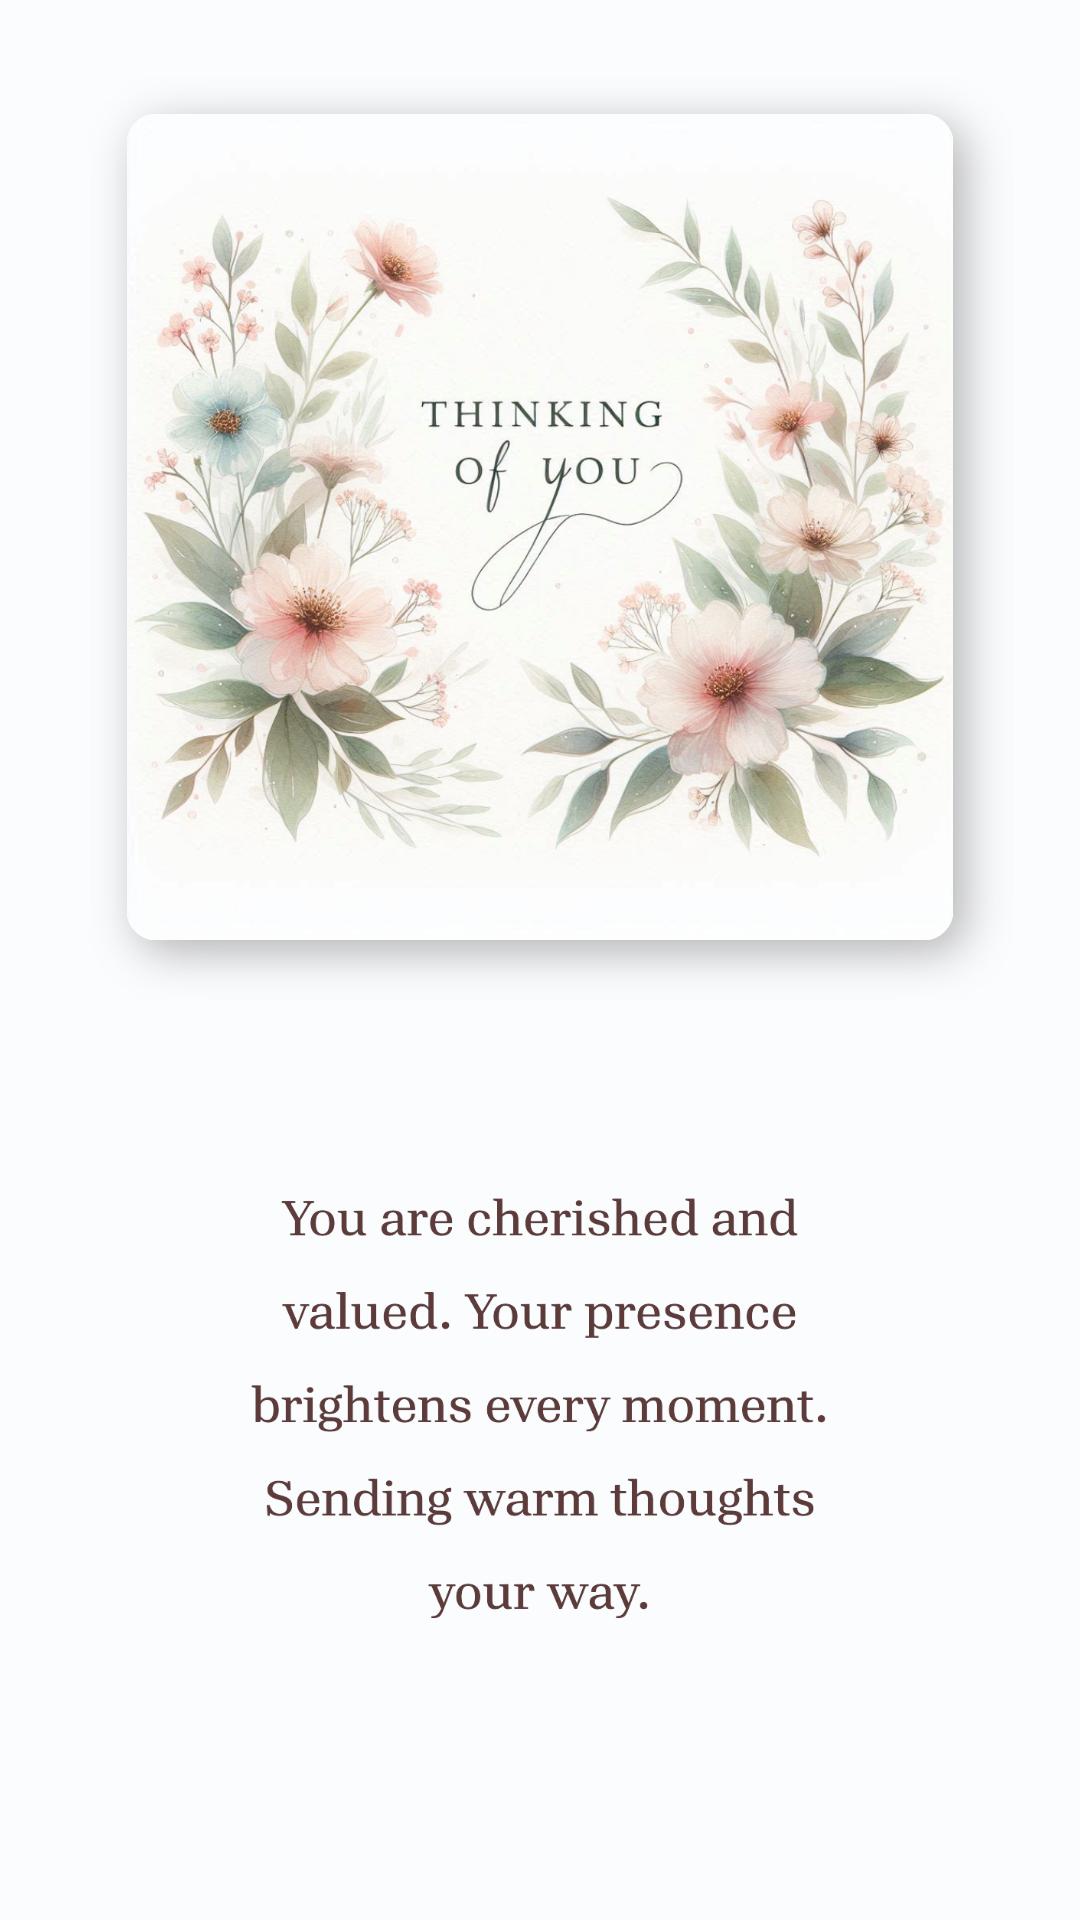 THINKING
of you
You are cherished and
valued. Your presence
brightens every moment.
Sending warm thoughts
your way.